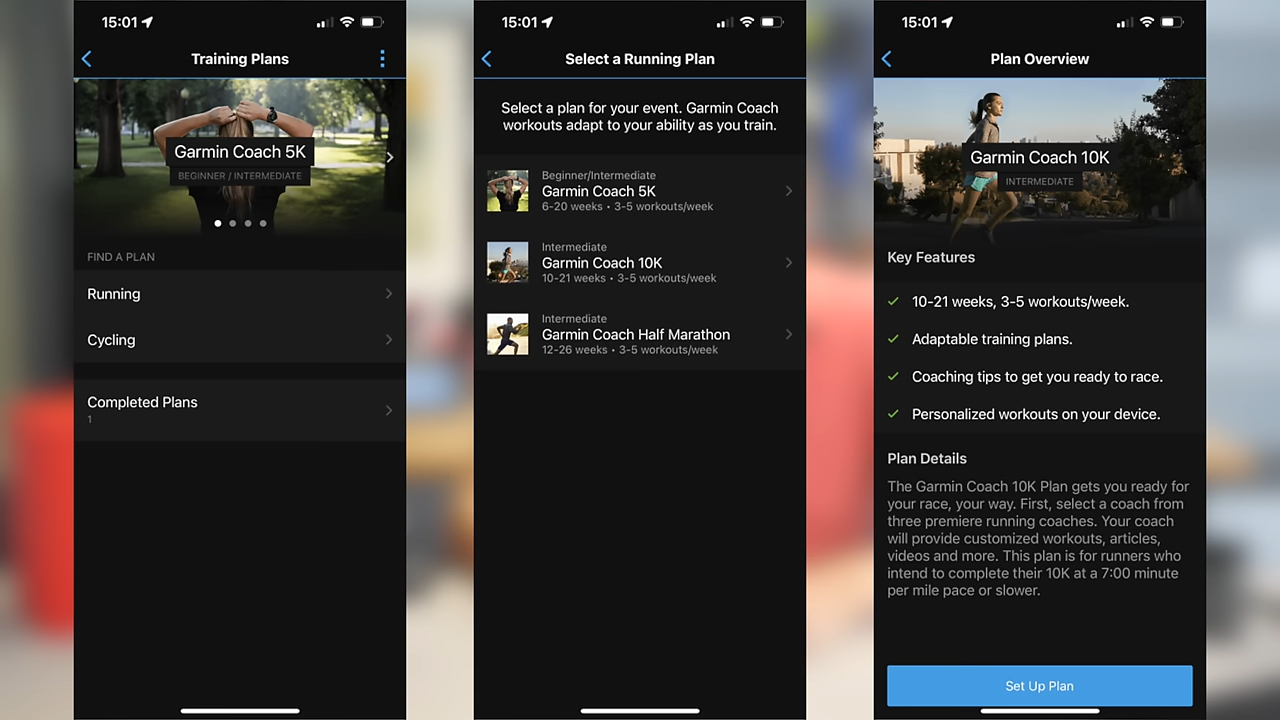 15:01
Training Plans
Garmin Coach 5K
BEGINNER / INTERMEDIATE
FIND A PLAN
Running
Cycling
Completed Plans
1
15:01
Select a Running Plan
Select a plan for your event. Garmin Coach
workouts adapt to your ability as you train.
Beginner/Intermediate
Garmin Coach 5K
6-20 weeks • 3-5 workouts/week
Intermediate
Garmin Coach 10K
10-21 weeks • 3-5 workouts/week
Intermediate
Garmin Coach Half Marathon
12-26 weeks • 3-5 workouts/week
15:01
Plan Overview
Garmin Coach 10K
INTERMEDIATE
Key Features
10-21 weeks, 3-5 workouts/week.
Adaptable training plans.
Coaching tips to get you ready to race.
Personalized workouts on your device.
Plan Details
The Garmin Coach 10K Plan gets you ready for
your race, your way. First, select a coach from
three premiere running coaches. Your coach
will provide customized workouts, articles,
videos and more. This plan is for runners who
intend to complete their 10K at a 7:00 minute
per mile pace or slower.
Set Up Plan